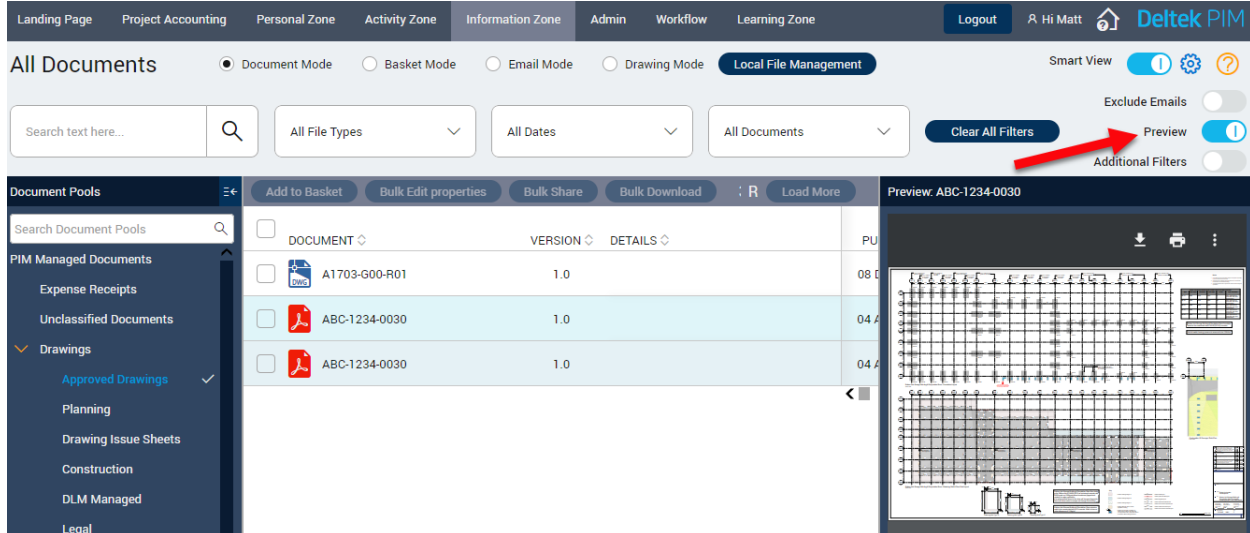 Landing Page Project Accounting Personal Zone Activity Zone Information Zone Admin Workflow Learning Zone Logout Hi Matt Deltek PIM
All Documents Document Mode Basket Mode Email Mode Drawing Mode Local File Management Smart View
Exclude Emails
Search text here... All File Types All Dates All Documents Clear All Filters Preview
Additional Filters
Document Pools Add to Basket Bulk Edit properties Bulk Share Bulk Download R Load More Preview: ABC-1234-0030
Search Document Pools
DOCUMENT VERSION DETAILS PU
PIM Managed Documents
DWG A1703-G00-R01 1.0 08 D
Expense Receipts
Unclassified Documents ABC-1234-0030 1.0 04 A
Drawings
ABC-1234-0030 1.0 04 A
Approved Drawings
Planning
Drawing Issue Sheets
Construction
DLM Managed
Legal